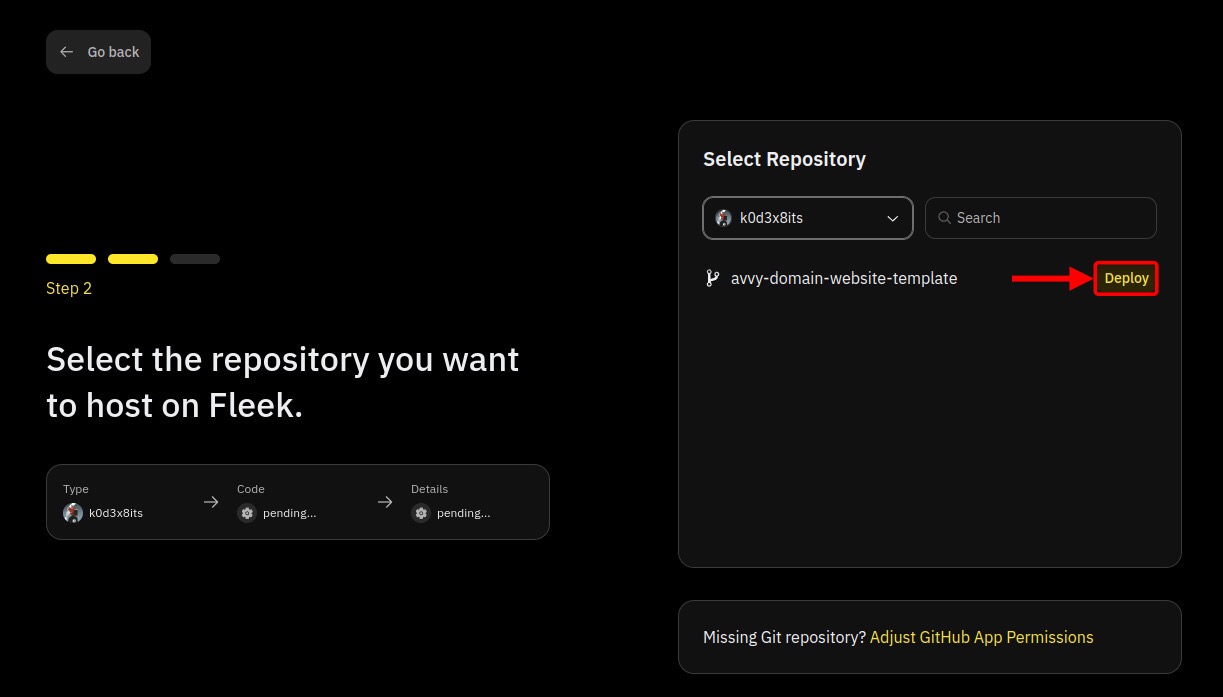 Go back
Step 2
Select the repository you want
to host on Fleek.
Type
k0d3x8its
Code
pending...
Details
pending...
Select Repository
k0d3x8its
Search
avvy-domain-website-template
Deploy
Missing Git repository? Adjust GitHub App Permissions